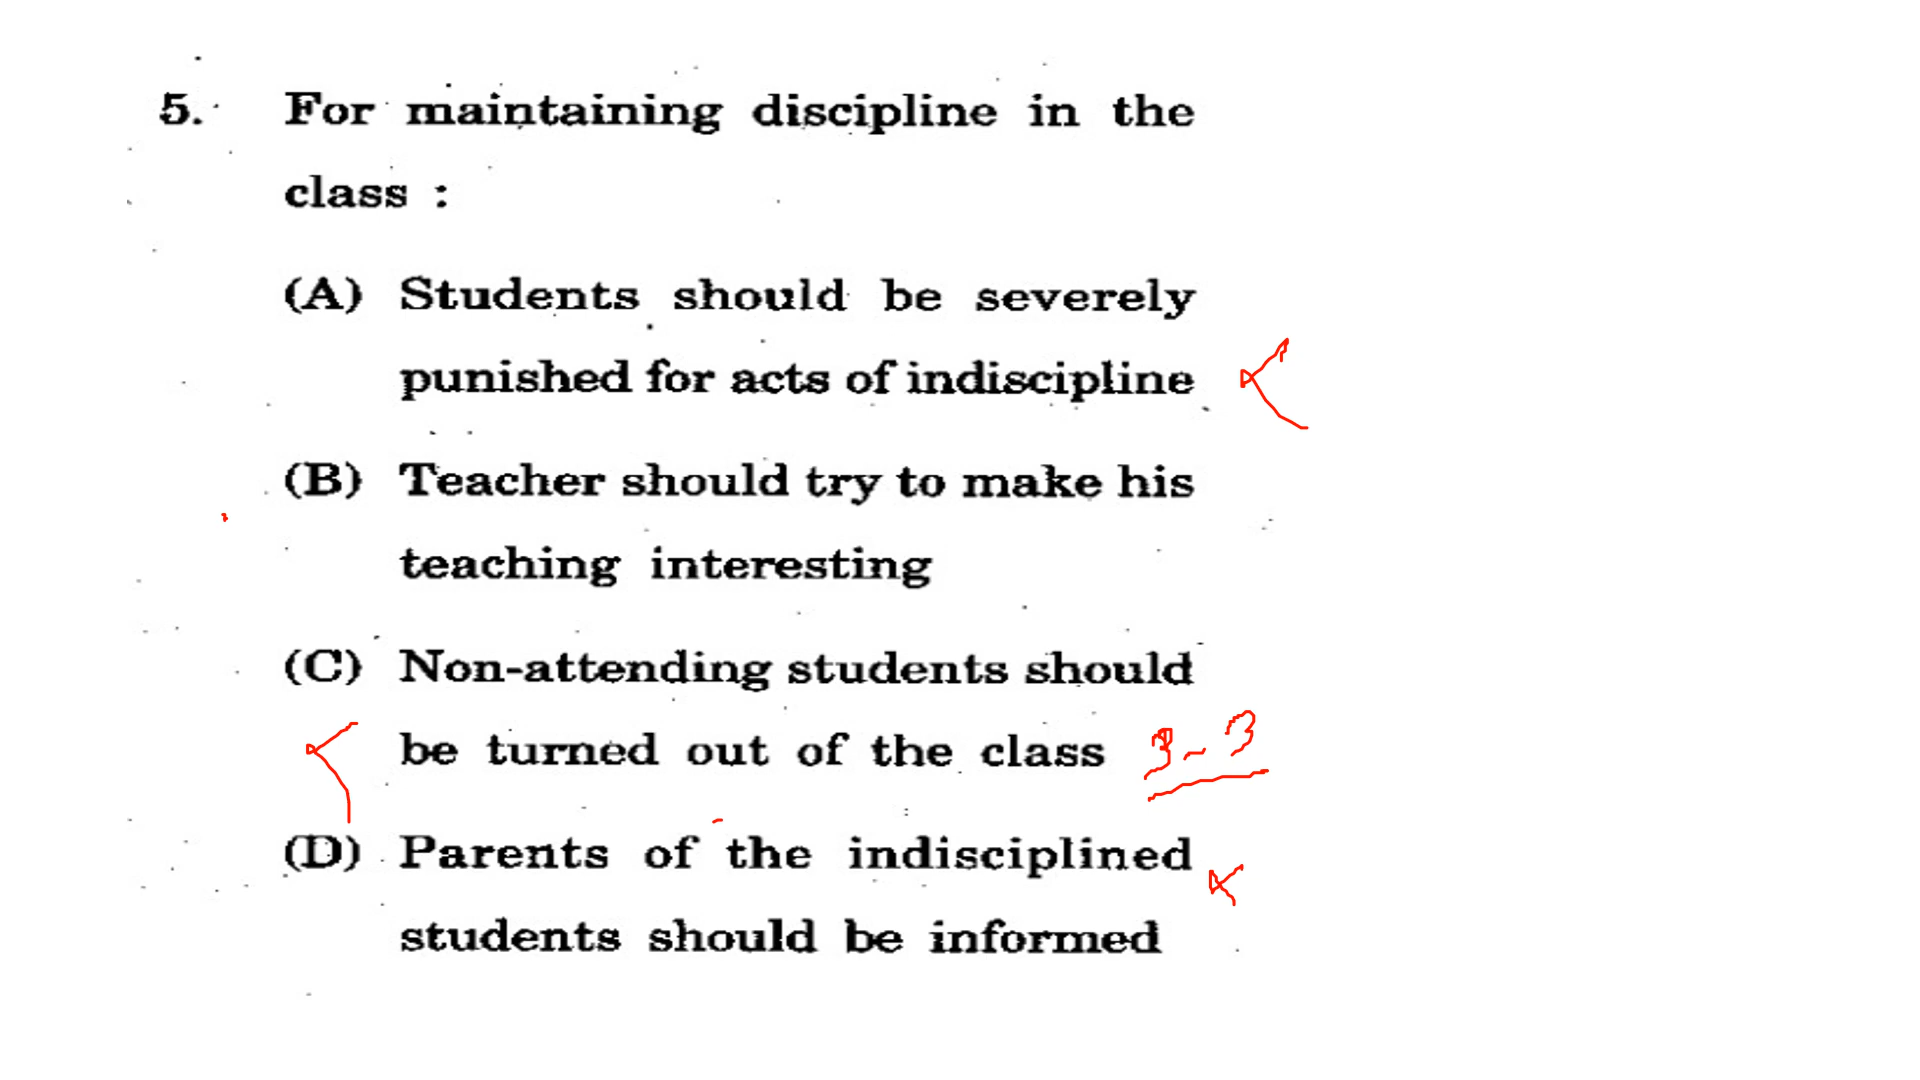 5. For maintaining discipline in the
class :
(A) Students should be severely
punished for acts of indiscipline
(B) Teacher should try to make his
teaching interesting
(C) Non-attending students should
be turned out of the class 3-3
(D) Parents of the indisciplined
students should be informed